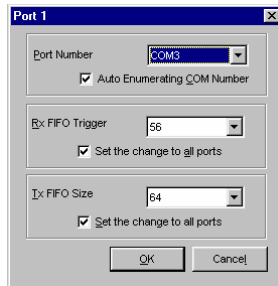 Port 1
Port Number COM3
Auto Enumerating COM Number
Rx FIFO Trigger 56
Set the change to all ports
Tx FIFO Size 64
Set the change to all ports
OK Cancel